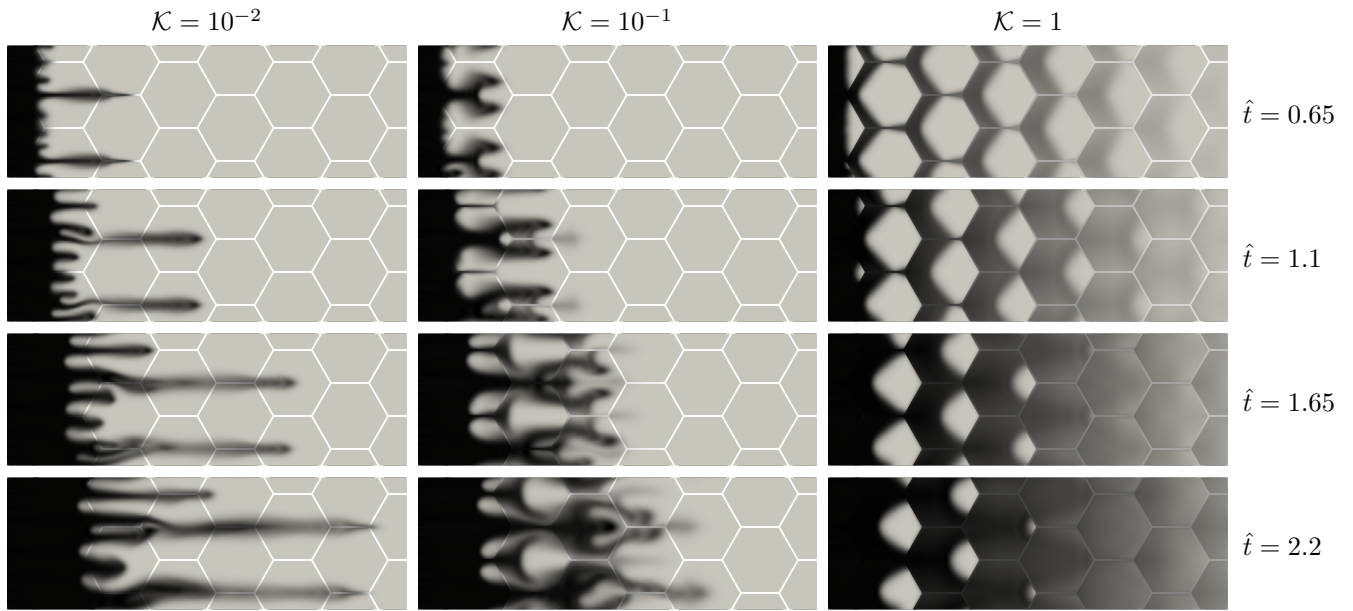 𝒦 = 10⁻² 𝒦 = 10⁻¹ 𝒦 = 1
t̂ = 0.65
t̂ = 1.1
t̂ = 1.65
t̂ = 2.2